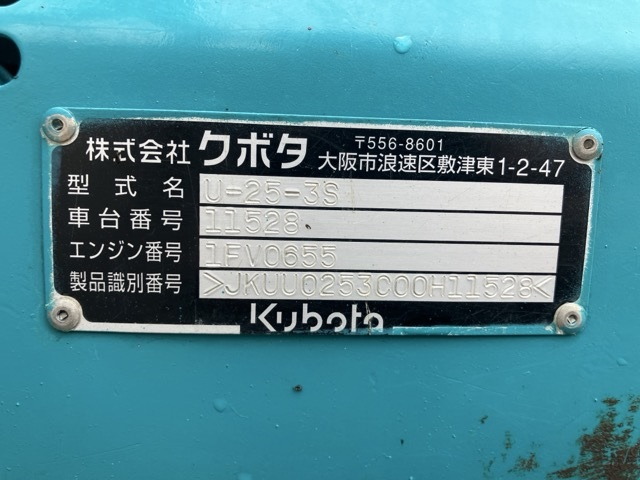 株式会社 クボタ 〒556-8601
大阪市浪速区敷津東1-2-47
型式名 U-25-3S
車台番号 11528
エンジン番号 1FV0655
製品識別番号 >JKUU0253C00H11528<
Kubota